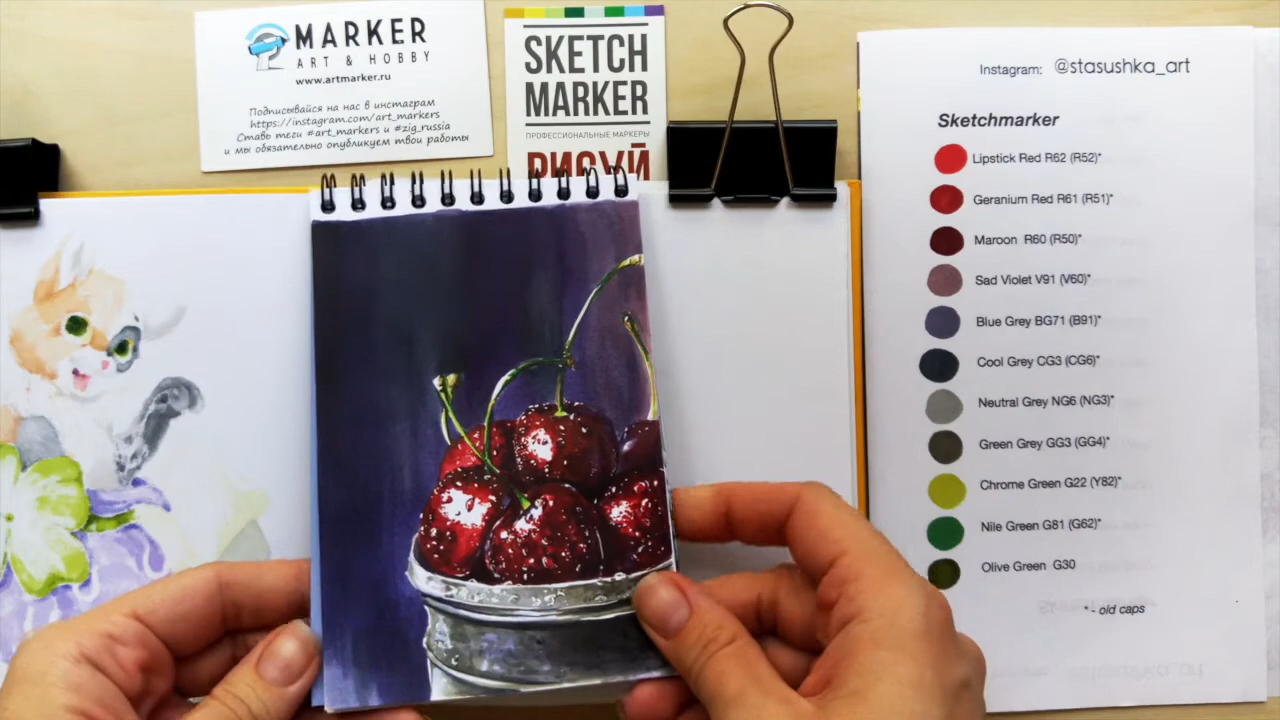 MARKER
ART & HOBBY
www.artmarker.ru
Подписывайся на нас в инстаграм
https://instagram.com/art_markers
Ставь теги #art_markers и #zig_russia
и мы обязательно опубликуем твои работы
SKETCH
MARKER
ПРОФЕССИОНАЛЬНЫЕ МАРКЕРЫ
РИСУЙ
Instagram: @stasushka_art
Sketchmarker
Lipstick Red R62 (R52)*
Geranium Red R61 (R51)*
Maroon R60 (R50)*
Sad Violet V91 (V60)*
Blue Grey BG71 (B91)*
Cool Grey CG3 (CG6)*
Neutral Grey NG6 (NG3)*
Green Grey GG3 (GG4)*
Chrome Green G22 (Y82)*
Nile Green G81 (G62)*
Olive Green G30
* - old caps